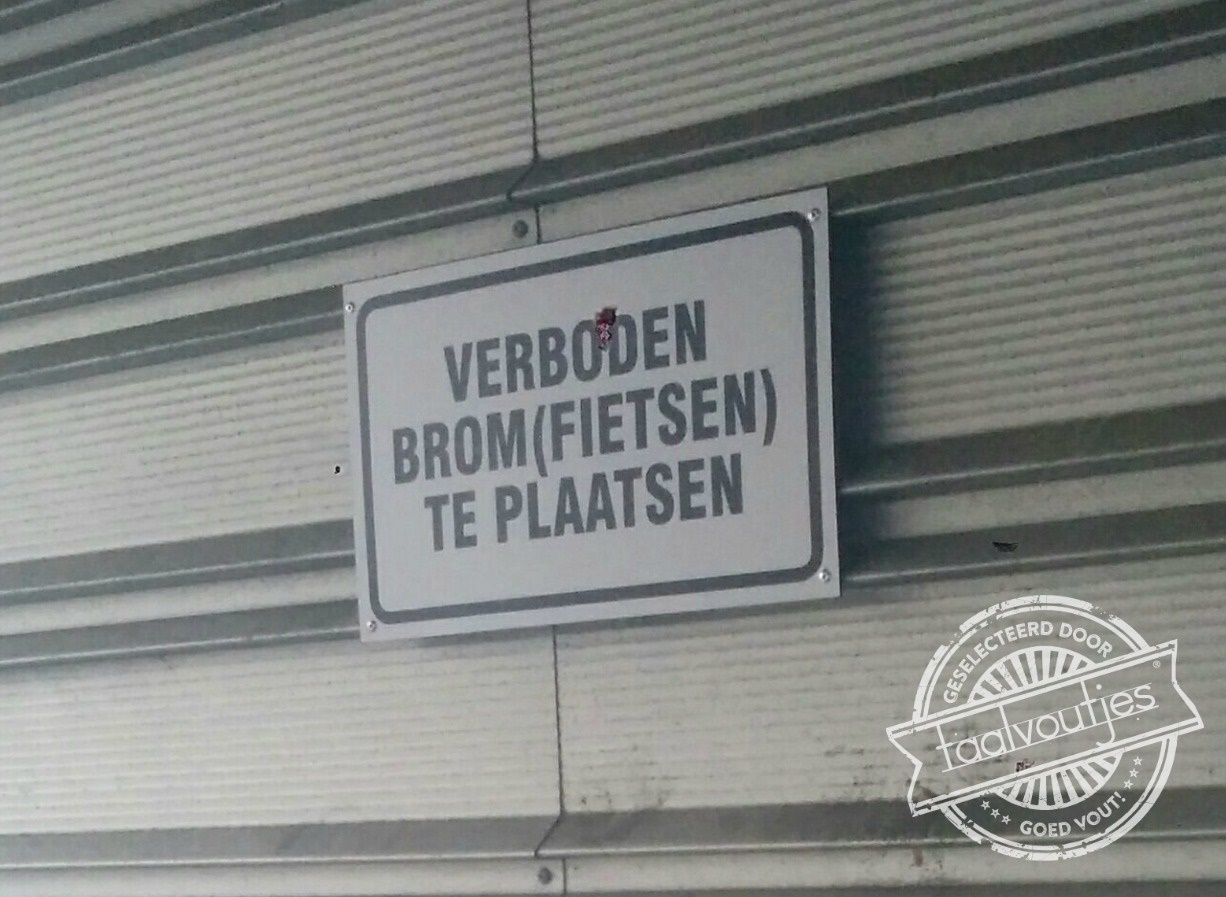 VERBODEN
BROM(FIETSEN)
TE PLAATSEN
GESELECTEERD DOOR
taalvoutjes®
GOED VOUT!